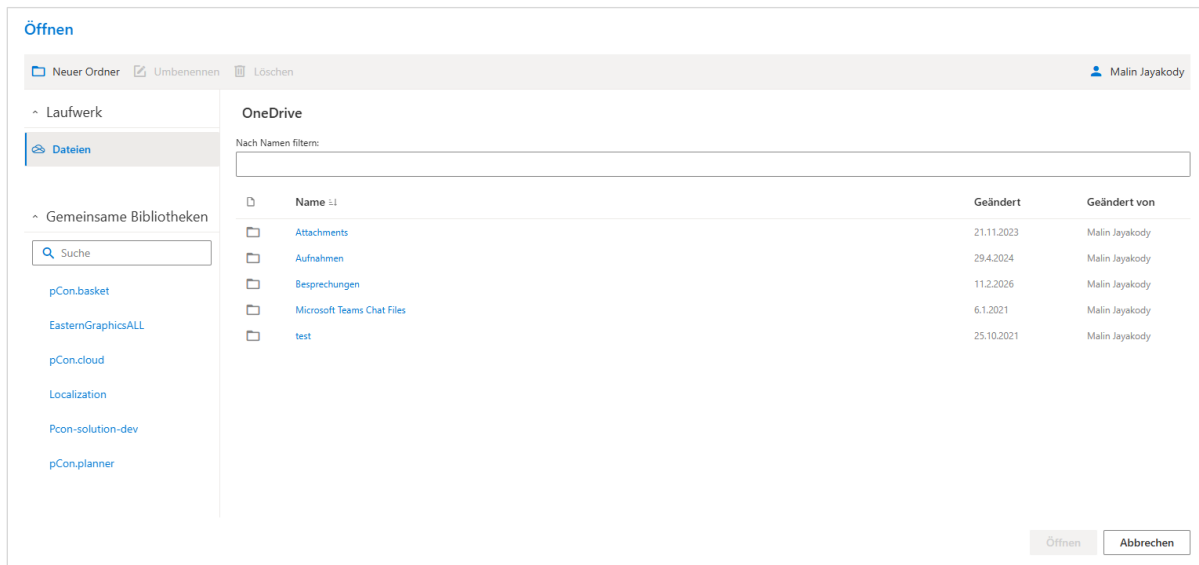 Öffnen
Neuer Ordner Umbenennen Löschen Malin Jayakody
Laufwerk
Dateien
Gemeinsame Bibliotheken
Suche
pCon.basket
EasternGraphicsALL
pCon.cloud
Localization
Pcon-solution-dev
pCon.planner
OneDrive
Nach Namen filtern:
Name Geändert Geändert von
Attachments 21.11.2023 Malin Jayakody
Aufnahmen 29.4.2024 Malin Jayakody
Besprechungen 11.2.2026 Malin Jayakody
Microsoft Teams Chat Files 6.1.2021 Malin Jayakody
test 25.10.2021 Malin Jayakody
Öffnen Abbrechen